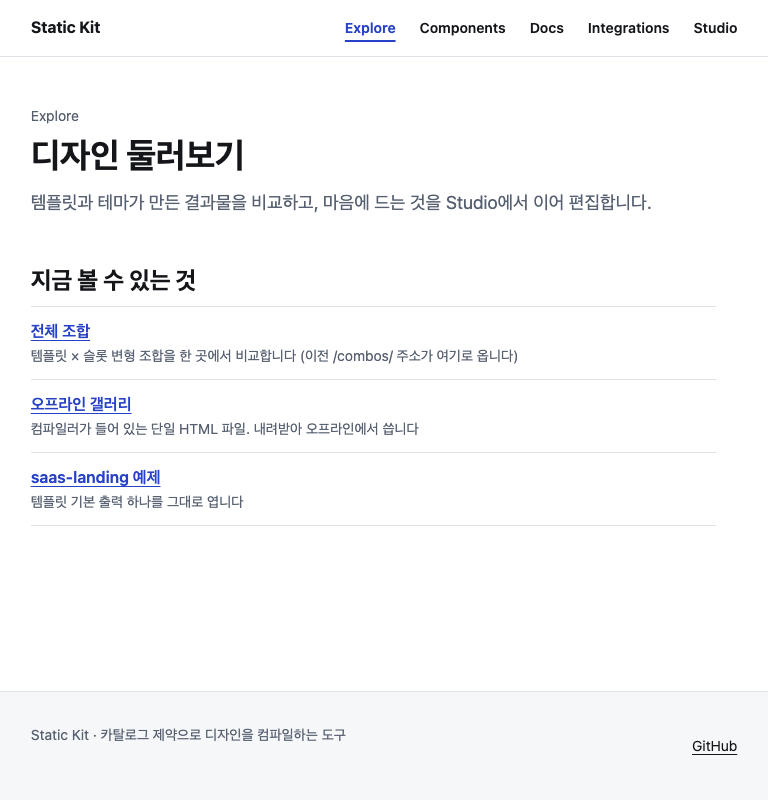 Static Kit
Explore
Components
Docs
Integrations
Studio
Explore
디자인 둘러보기
템플릿과 테마가 만든 결과물을 비교하고, 마음에 드는 것을 Studio에서 이어 편집합니다.
지금 볼 수 있는 것
전체 조합
템플릿 × 슬롯 변형 조합을 한 곳에서 비교합니다 (이전 /combos/ 주소가 여기로 옵니다)
오프라인 갤러리
컴파일러가 들어 있는 단일 HTML 파일. 내려받아 오프라인에서 씁니다
saas-landing 예제
템플릿 기본 출력 하나를 그대로 엽니다
Static Kit · 카탈로그 제약으로 디자인을 컴파일하는 도구
GitHub